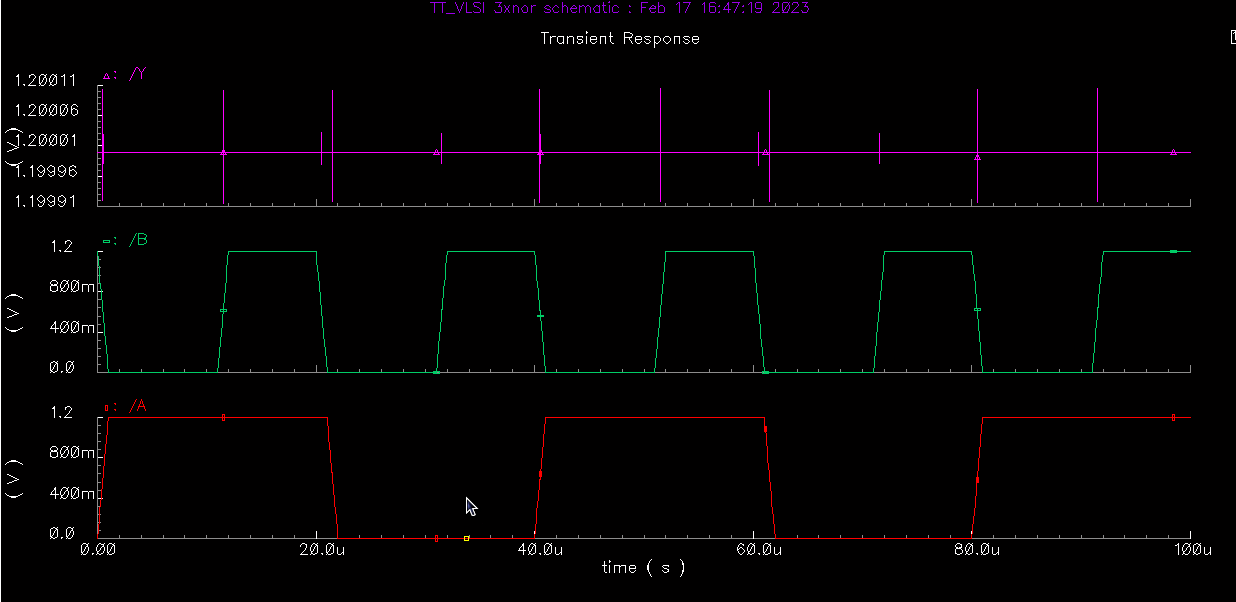 TT_VLSI 3xnor schematic : Feb 17 16:47:19 2023
Transient Response
/Y
1.20011
1.20006
1.20001
1.19996
1.19991
( V )
/B
1.2
800m
400m
0.0
( V )
/A
1.2
800m
400m
0.0
( V )
0.00 20.0u 40.0u 60.0u 80.0u 100u
time ( s )